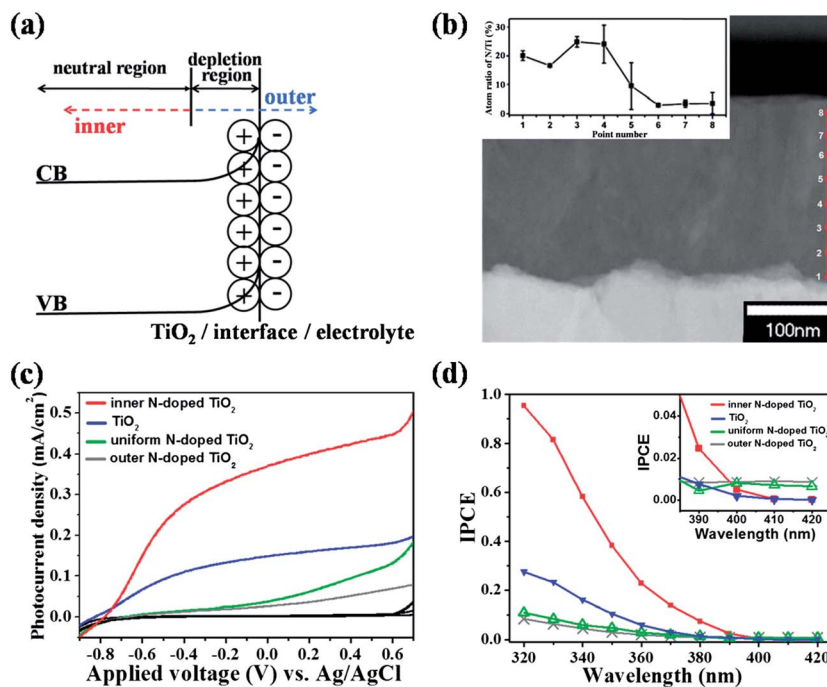 (a)
neutral region
depletion
region
inner
outer
CB
VB
+ -
+ -
+ -
+ -
+ -
+ -
TiO₂ / interface / electrolyte
(b)
Atom ratio of N/Ti (%)
30
20
10
0
1 2 3 4 5 6 7 8
Point number
8
7
6
5
4
3
2
1
100nm
(c)
inner N-doped TiO₂
TiO₂
uniform N-doped TiO₂
outer N-doped TiO₂
Photocurrent density (mA/cm²)
0.5
0.4
0.3
0.2
0.1
0.0
-0.8 -0.6 -0.4 -0.2 0.0 0.2 0.4 0.6
Applied voltage (V) vs. Ag/AgCl
(d)
inner N-doped TiO₂
TiO₂
uniform N-doped TiO₂
outer N-doped TiO₂
IPCE
1.0
0.8
0.6
0.4
0.2
0.0
320 340 360 380 400 420
Wavelength (nm)
IPCE
0.04
0.02
0.00
390 400 410 420
Wavelength (nm)